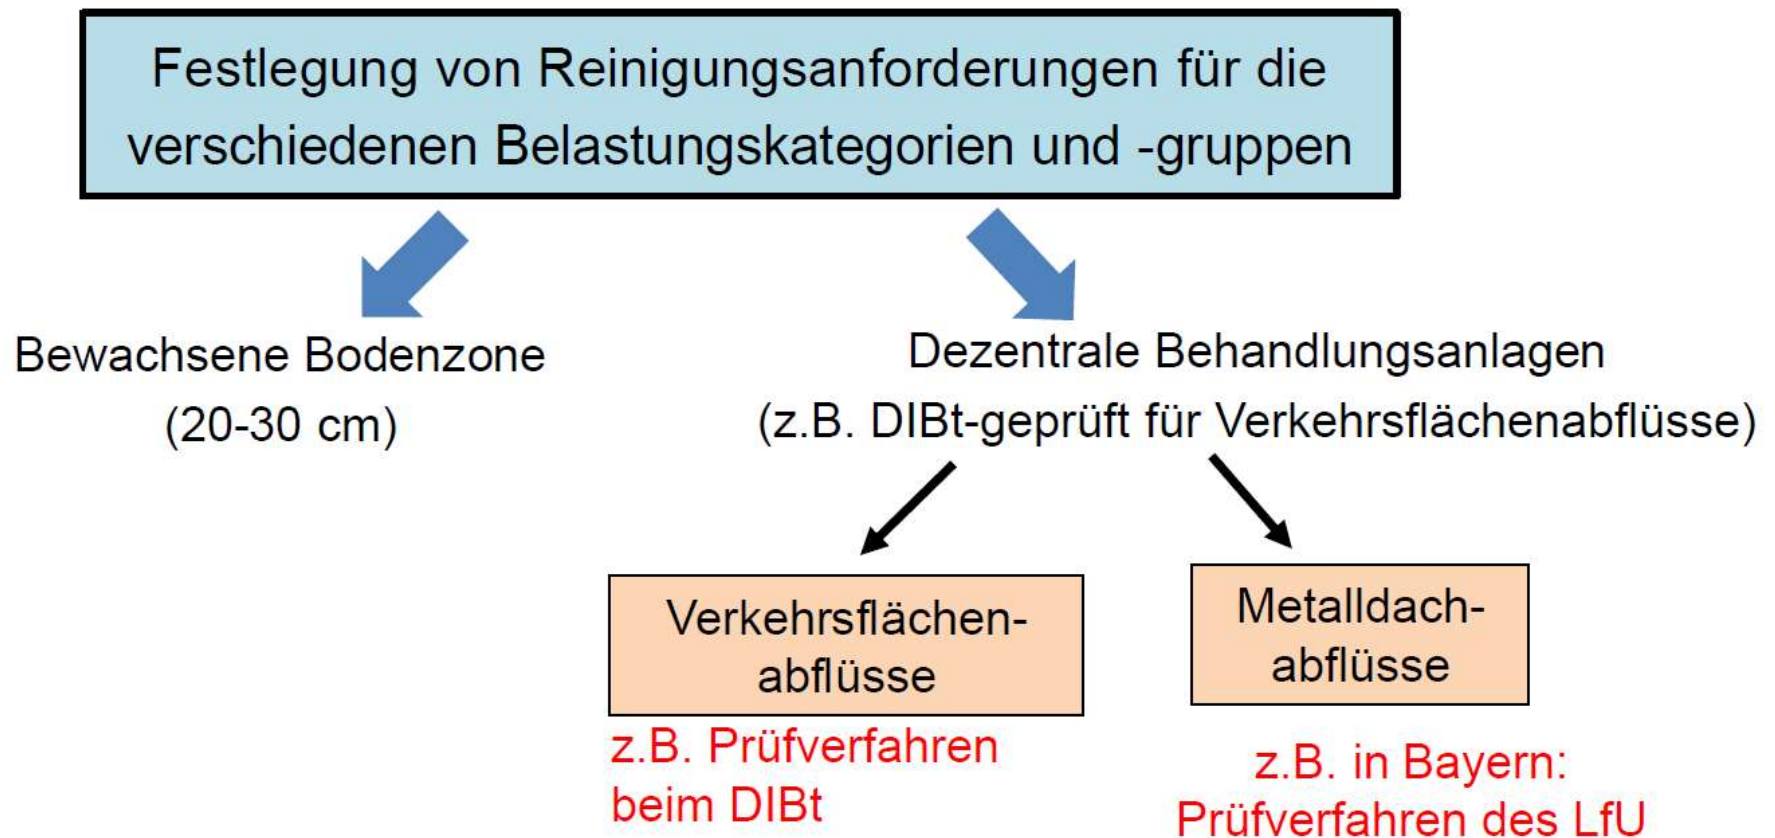 Festlegung von Reinigungsanforderungen für die
verschiedenen Belastungskategorien und -gruppen
Bewachsene Bodenzone
(20-30 cm)
Dezentrale Behandlungsanlagen
(z.B. DIBt-geprüft für Verkehrsflächenabflüsse)
Verkehrsflächen-
abflüsse
z.B. Prüfverfahren
beim DIBt
Metalldach-
abflüsse
z.B. in Bayern:
Prüfverfahren des LfU